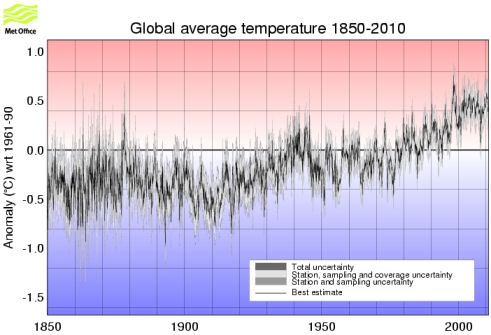 Met Office
Global average temperature 1850-2010
Anomaly (°C) wrt 1961-90
1.0
0.5
0.0
-0.5
-1.0
-1.5
Total uncertainty
Station, sampling and coverage uncertainty
Station and sampling uncertainty
Best estimate
1850
1900
1950
2000